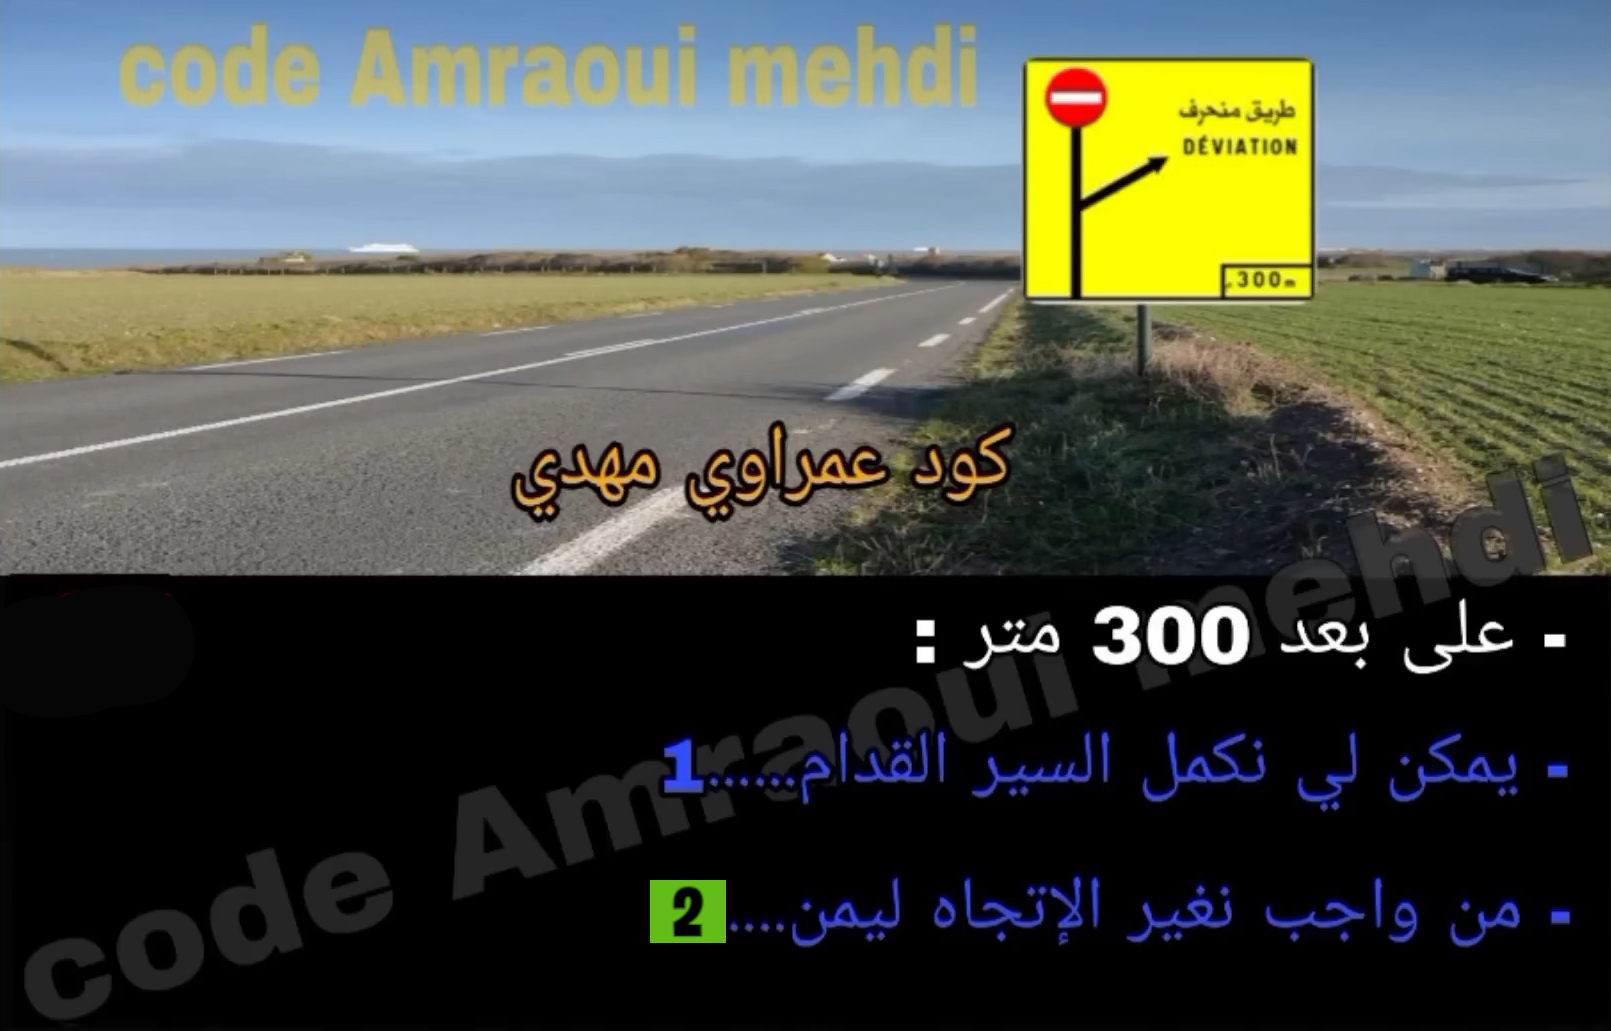 code Amraoui mehdi
طريق منحرف
DÉVIATION
300m
كود عمراوي مهدي
- على بعد 300 متر :
- يمكن لي نكمل السير القدام......1
- من واجب نغير الإتجاه ليمن....2
code Amraoui mehdi